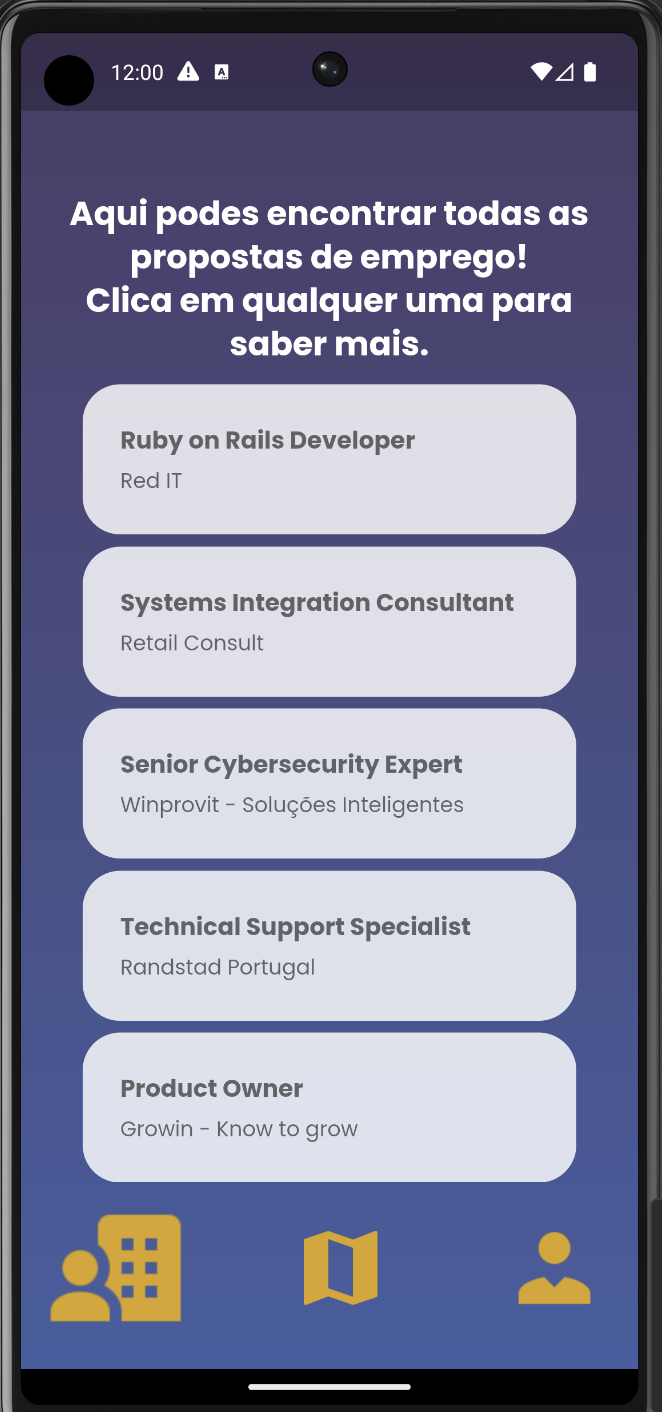 12:00
A
Aqui podes encontrar todas as
propostas de emprego!
Clica em qualquer uma para
saber mais.
Ruby on Rails Developer
Red IT
Systems Integration Consultant
Retail Consult
Senior Cybersecurity Expert
Winprovit - Soluções Inteligentes
Technical Support Specialist
Randstad Portugal
Product Owner
Growin - Know to grow